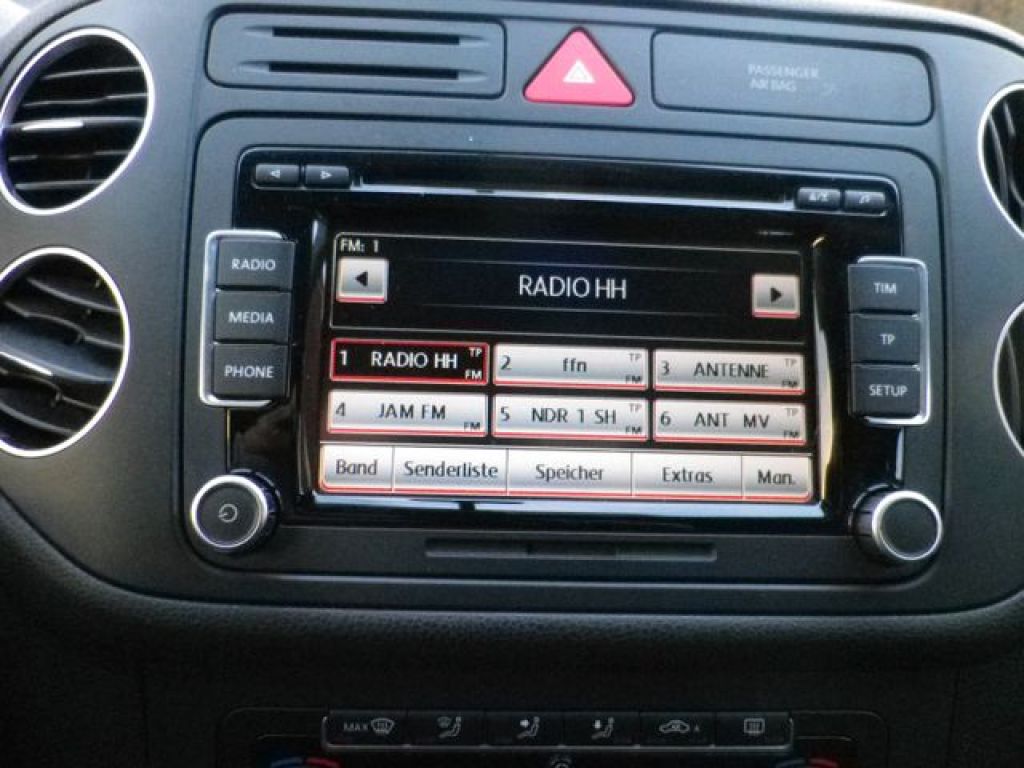 PASSENGER
AIRBAG
FM: 1
RADIO HH
RADIO
MEDIA
PHONE
TIM
TP
SETUP
1 RADIO HH TP FM
2 ffn TP FM
3 ANTENNE TP FM
4 JAM FM FM
5 NDR 1 SH TP FM
6 ANT MV TP FM
Band Senderliste Speicher Extras Man.
MAX
A